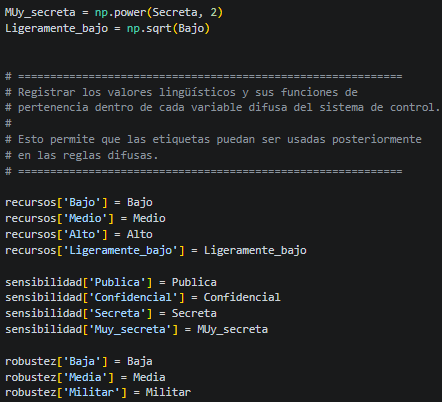 MUy_secreta = np.power(Secreta, 2)
Ligeramente_bajo = np.sqrt(Bajo)
# ============================================================
# Registrar los valores lingüísticos y sus funciones de
# pertenencia dentro de cada variable difusa del sistema de control.
#
# Esto permite que las etiquetas puedan ser usadas posteriormente
# en las reglas difusas.
# ============================================================
recursos['Bajo'] = Bajo
recursos['Medio'] = Medio
recursos['Alto'] = Alto
recursos['Ligeramente_bajo'] = Ligeramente_bajo
sensibilidad['Publica'] = Publica
sensibilidad['Confidencial'] = Confidencial
sensibilidad['Secreta'] = Secreta
sensibilidad['Muy_secreta'] = MUy_secreta
robustez['Baja'] = Baja
robustez['Media'] = Media
robustez['Militar'] = Militar